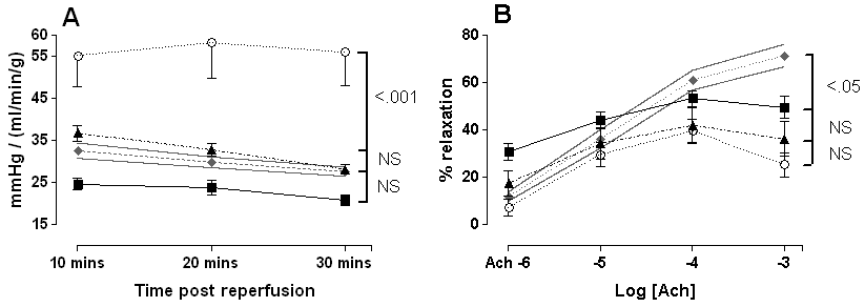 A
mmHg / (ml/min/g)
60
55
45
35
25
15
10 mins
20 mins
30 mins
Time post reperfusion
<.001
NS
NS
B
% relaxation
80
60
40
20
0
Ach -6
-5
-4
-3
Log [Ach]
<.05
NS
NS